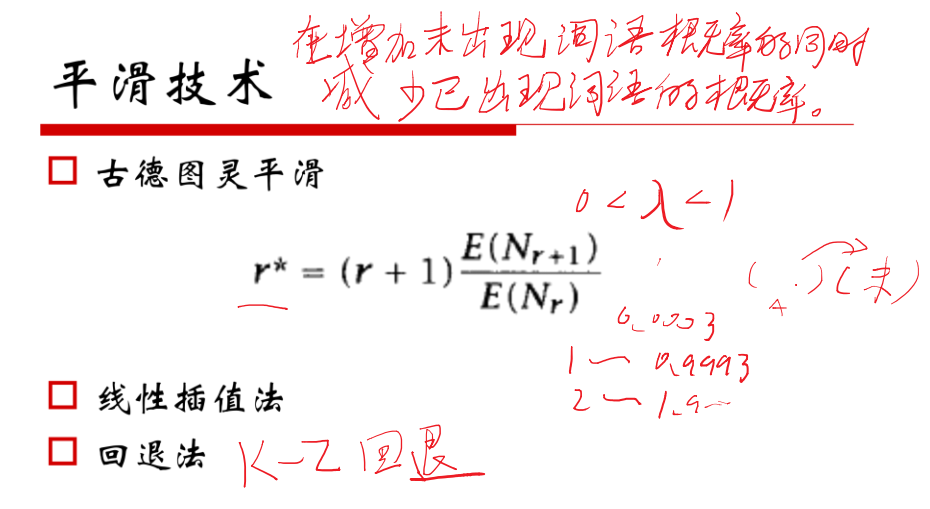 在增加未出现词语概率的同时
平滑技术
减少已出现词语的概率。
古德图灵平滑
0 < λ < 1
r* = (r + 1) E(N_{r+1}) / E(N_r)
( . ) ( 未 )
0.0003
1 — 0.9993
2 — 1.9
线性插值法
回退法 K-Z 回退